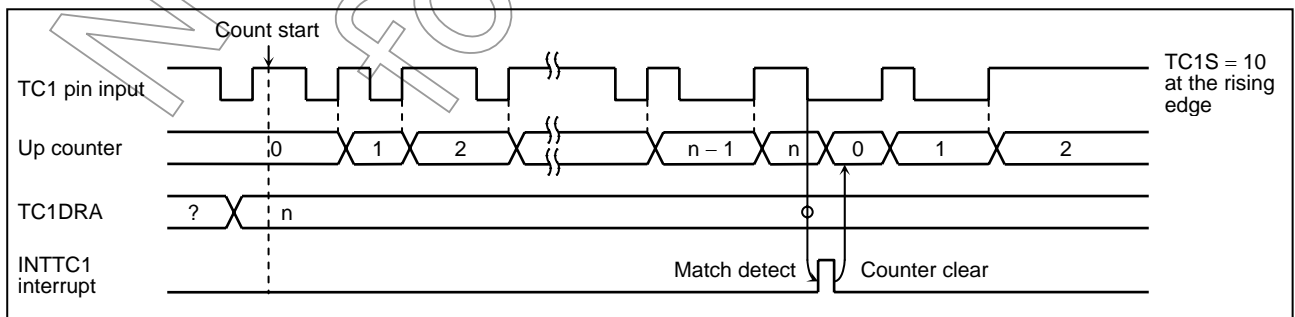 Count start
TC1 pin input
TC1S = 10
at the rising
edge
Up counter
0 1 2 n − 1 n 0 1 2
TC1DRA
? n
INTTC1
interrupt
Match detect Counter clear